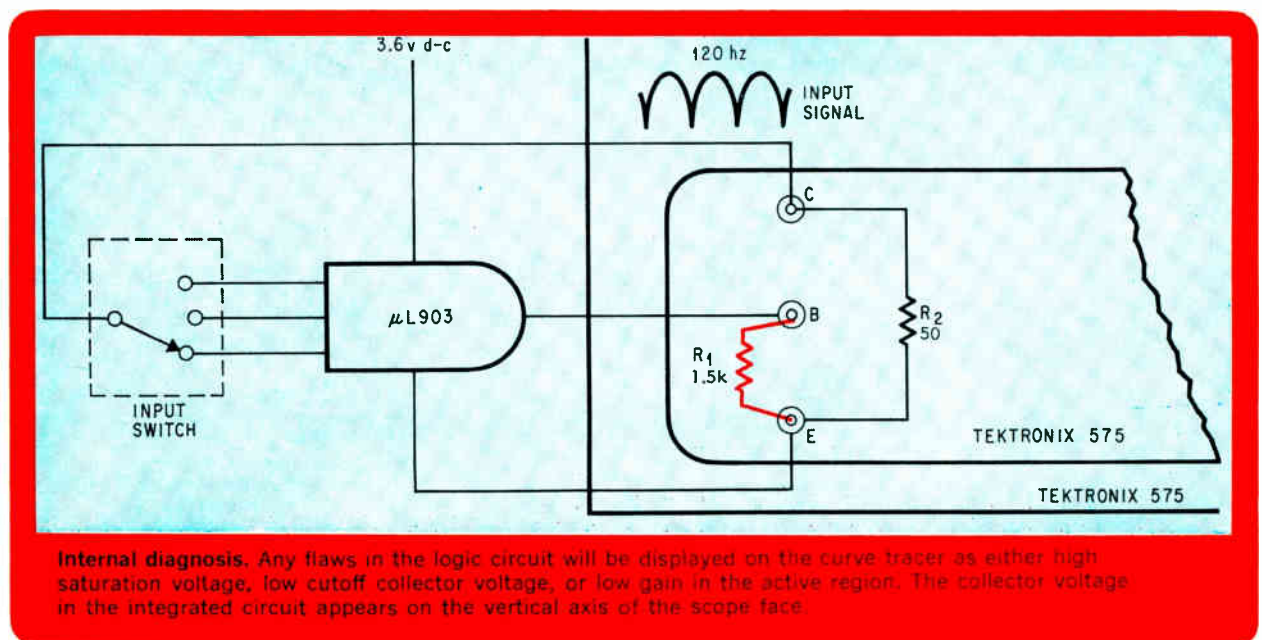 3.6v d-c
120 hz
INPUT
SIGNAL
C
μL903
B
R2
50
R1
1.5k
INPUT
SWITCH
E
TEKTRONIX 575
TEKTRONIX 575
Internal diagnosis. Any flaws in the logic circuit will be displayed on the curve tracer as either high
saturation voltage, low cutoff collector voltage, or low gain in the active region. The collector voltage
in the integrated circuit appears on the vertical axis of the scope face.